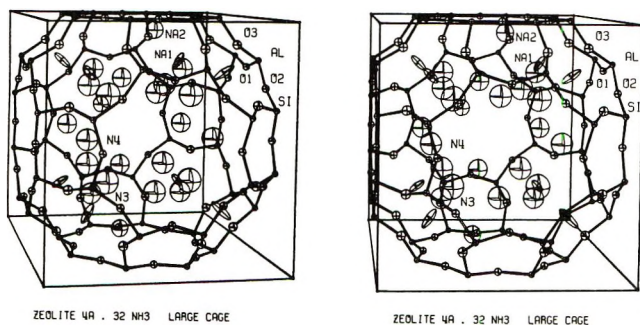 NA2
NA1
O3
AL
O1 O2
SI
N4
N3
ZEOLITE 4A . 32 NH3 LARGE CAGE
NA2
O3
NA1
AL
O1 O2
SI
N4
N3
ZEOLITE 4A . 32 NH3 LARGE CAGE